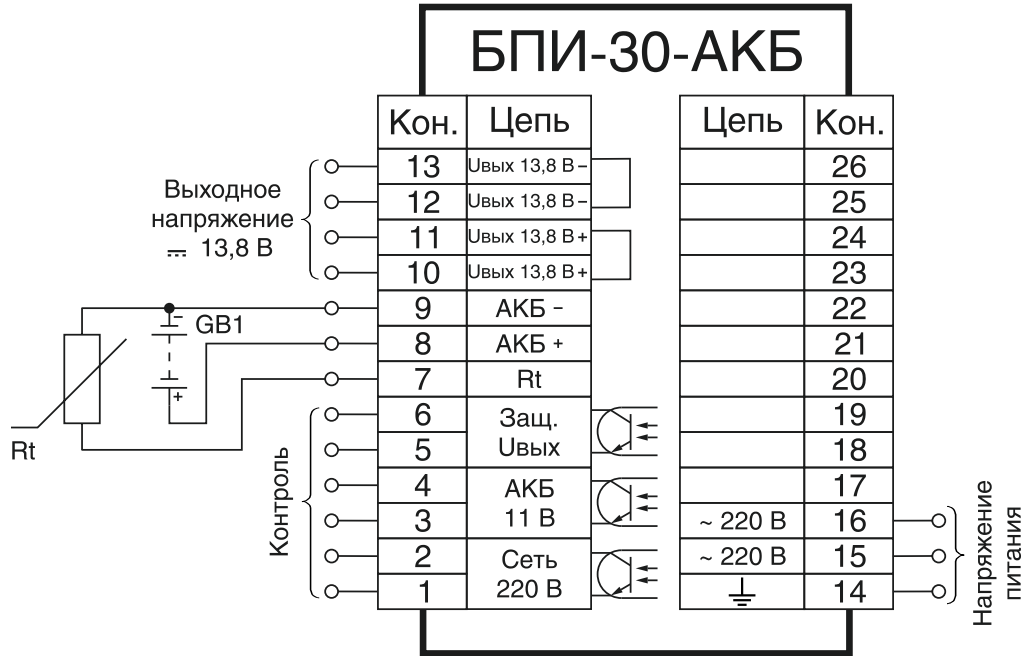 БПИ-30-АКБ
Кон. Цепь
13 Uвых 13,8 В –
12 Uвых 13,8 В –
11 Uвых 13,8 В +
10 Uвых 13,8 В +
9 АКБ –
8 АКБ +
7 Rt
6 Защ.
5 Uвых
4 АКБ
3 11 В
2 Сеть
1 220 В
Цепь Кон.
26
25
24
23
22
21
20
19
18
17
~ 220 В 16
~ 220 В 15
14
Выходное
напряжение
13,8 В
– GB1
+
Rt
Контроль
Напряжение
питания